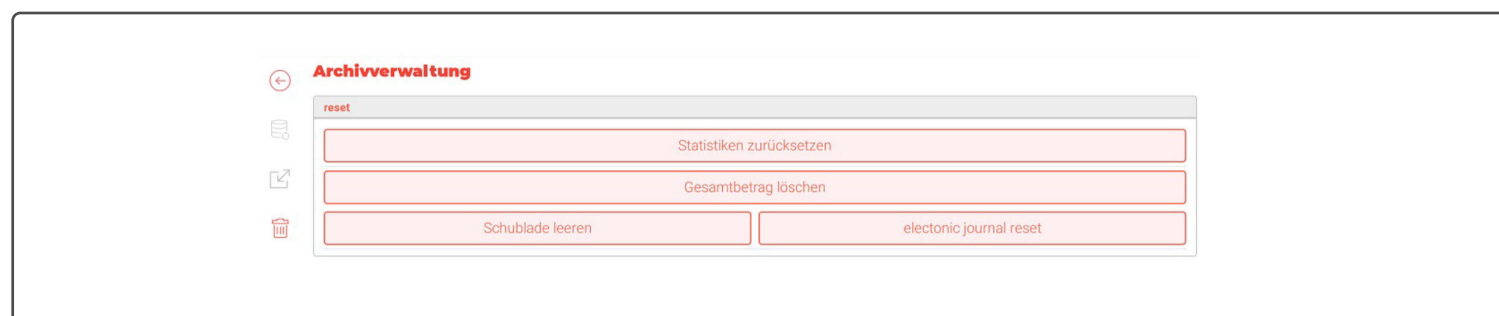 Archivverwaltung
reset
Statistiken zurücksetzen
Gesamtbetrag löschen
Schublade leeren
electonic journal reset